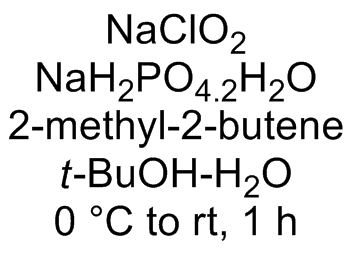 NaClO₂
NaH₂PO₄.₂H₂O
2-methyl-2-butene
t-BuOH-H₂O
0 °C to rt, 1 h